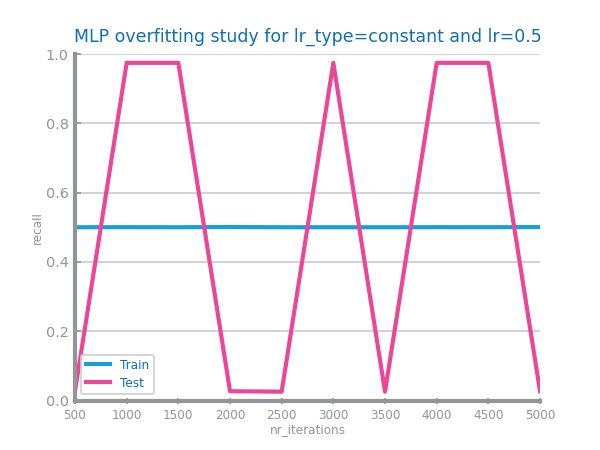 MLP overfitting study for lr_type=constant and lr=0.5
1.0
0.8
0.6
0.4
0.2
0.0
recall
Train
Test
500 1000 1500 2000 2500 3000 3500 4000 4500 5000
nr_iterations